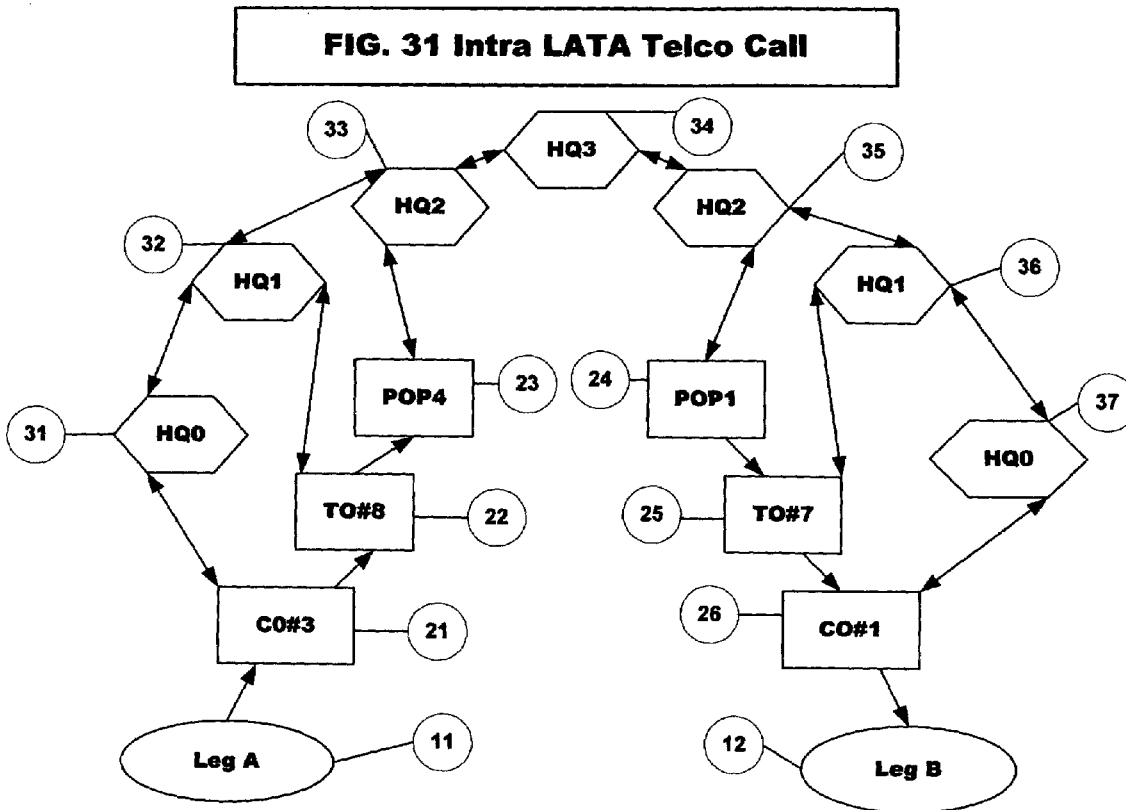 FIG. 31 Intra LATA Telco Call
33
HQ3
34
35
HQ2
HQ2
32
HQ1
HQ1
36
POP4
23
24
POP1
37
31
HQ0
HQ0
TO#8
22
25
TO#7
26
C0#3
21
CO#1
Leg A
11
12
Leg B